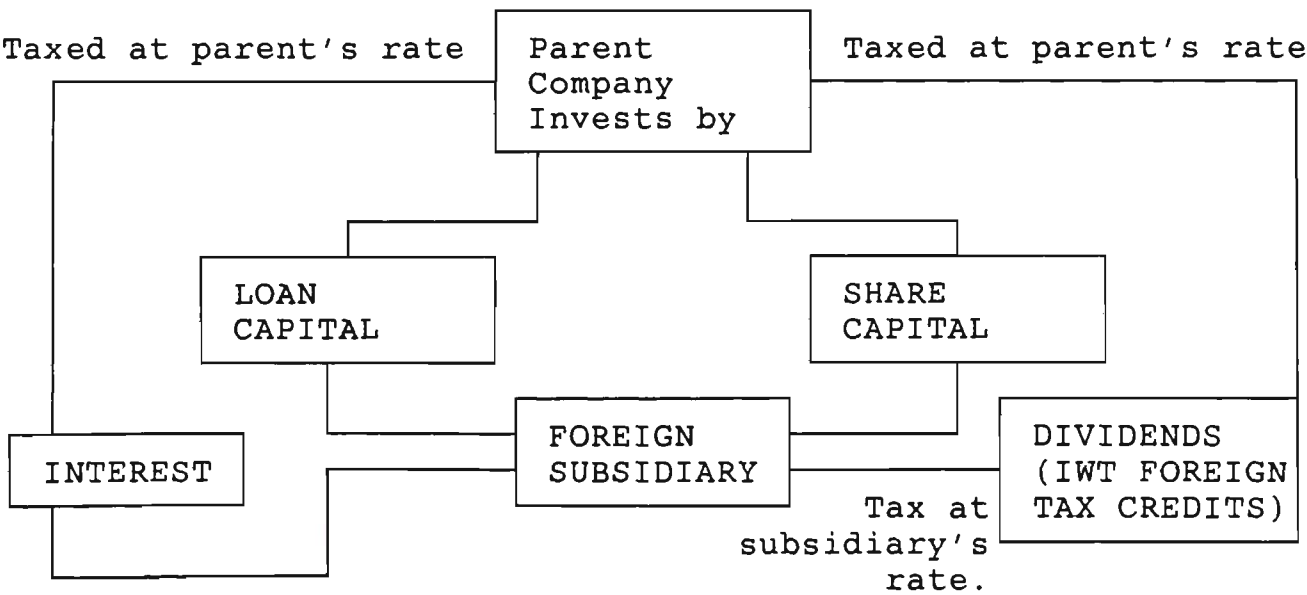 Taxed at parent's rate
Parent
Company
Invests by
Taxed at parent's rate
LOAN
CAPITAL
SHARE
CAPITAL
INTEREST
FOREIGN
SUBSIDIARY
DIVIDENDS
(IWT FOREIGN
TAX CREDITS)
Tax at
subsidiary's
rate.